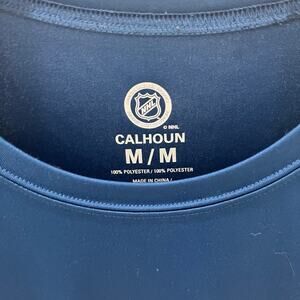 NHL
© NHL
CALHOUN
M / M
100% POLYESTER / 100% POLYESTER
MADE IN CHINA /